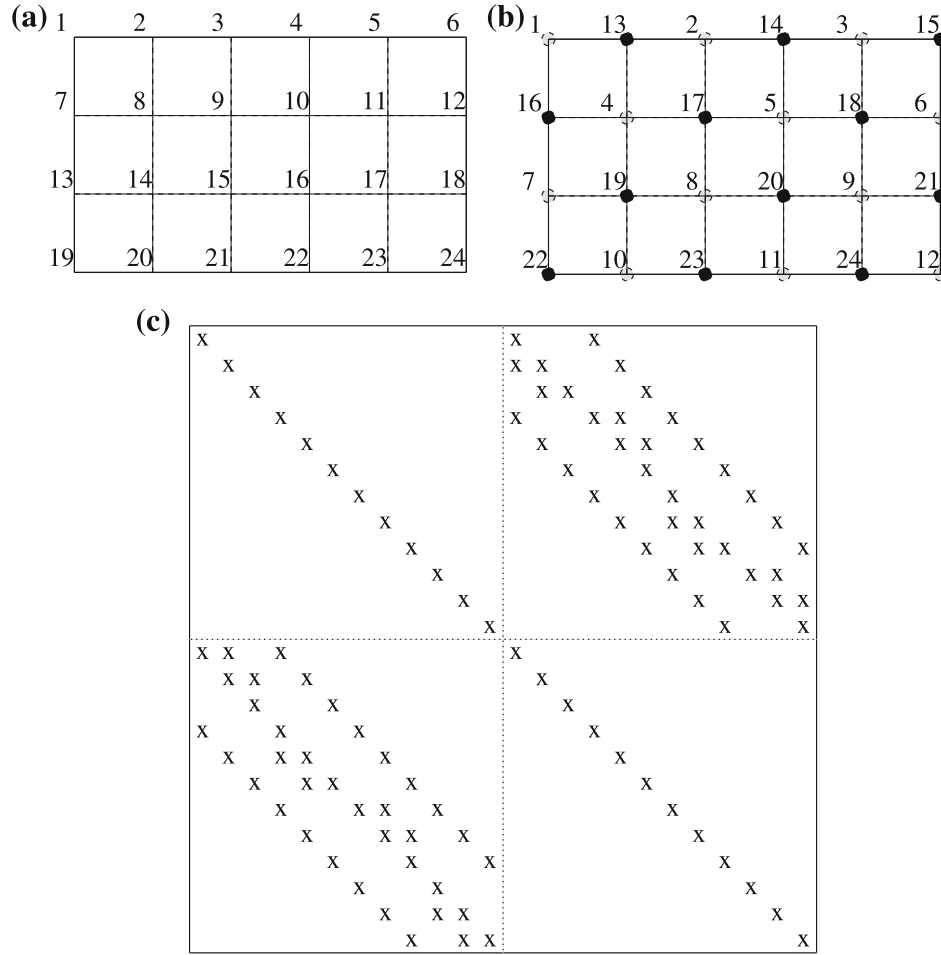 (a)
1 2 3 4 5 6
7 8 9 10 11 12
13 14 15 16 17 18
19 20 21 22 23 24
(b)
1 13 2 14 3 15
16 4 17 5 18 6
7 19 8 20 9 21
22 10 23 11 24 12
(c)
x x x
x x x x
x x x x
x x x x x
x x x x x
x x x x
x x x x
x x x x x
x x x x x
x x x x
x x x x
x x x
x x x x
x x x x
x x x
x x x x
x x x x x
x x x x x
x x x x x
x x x x x
x x x x
x x x
x x x x
x x x x